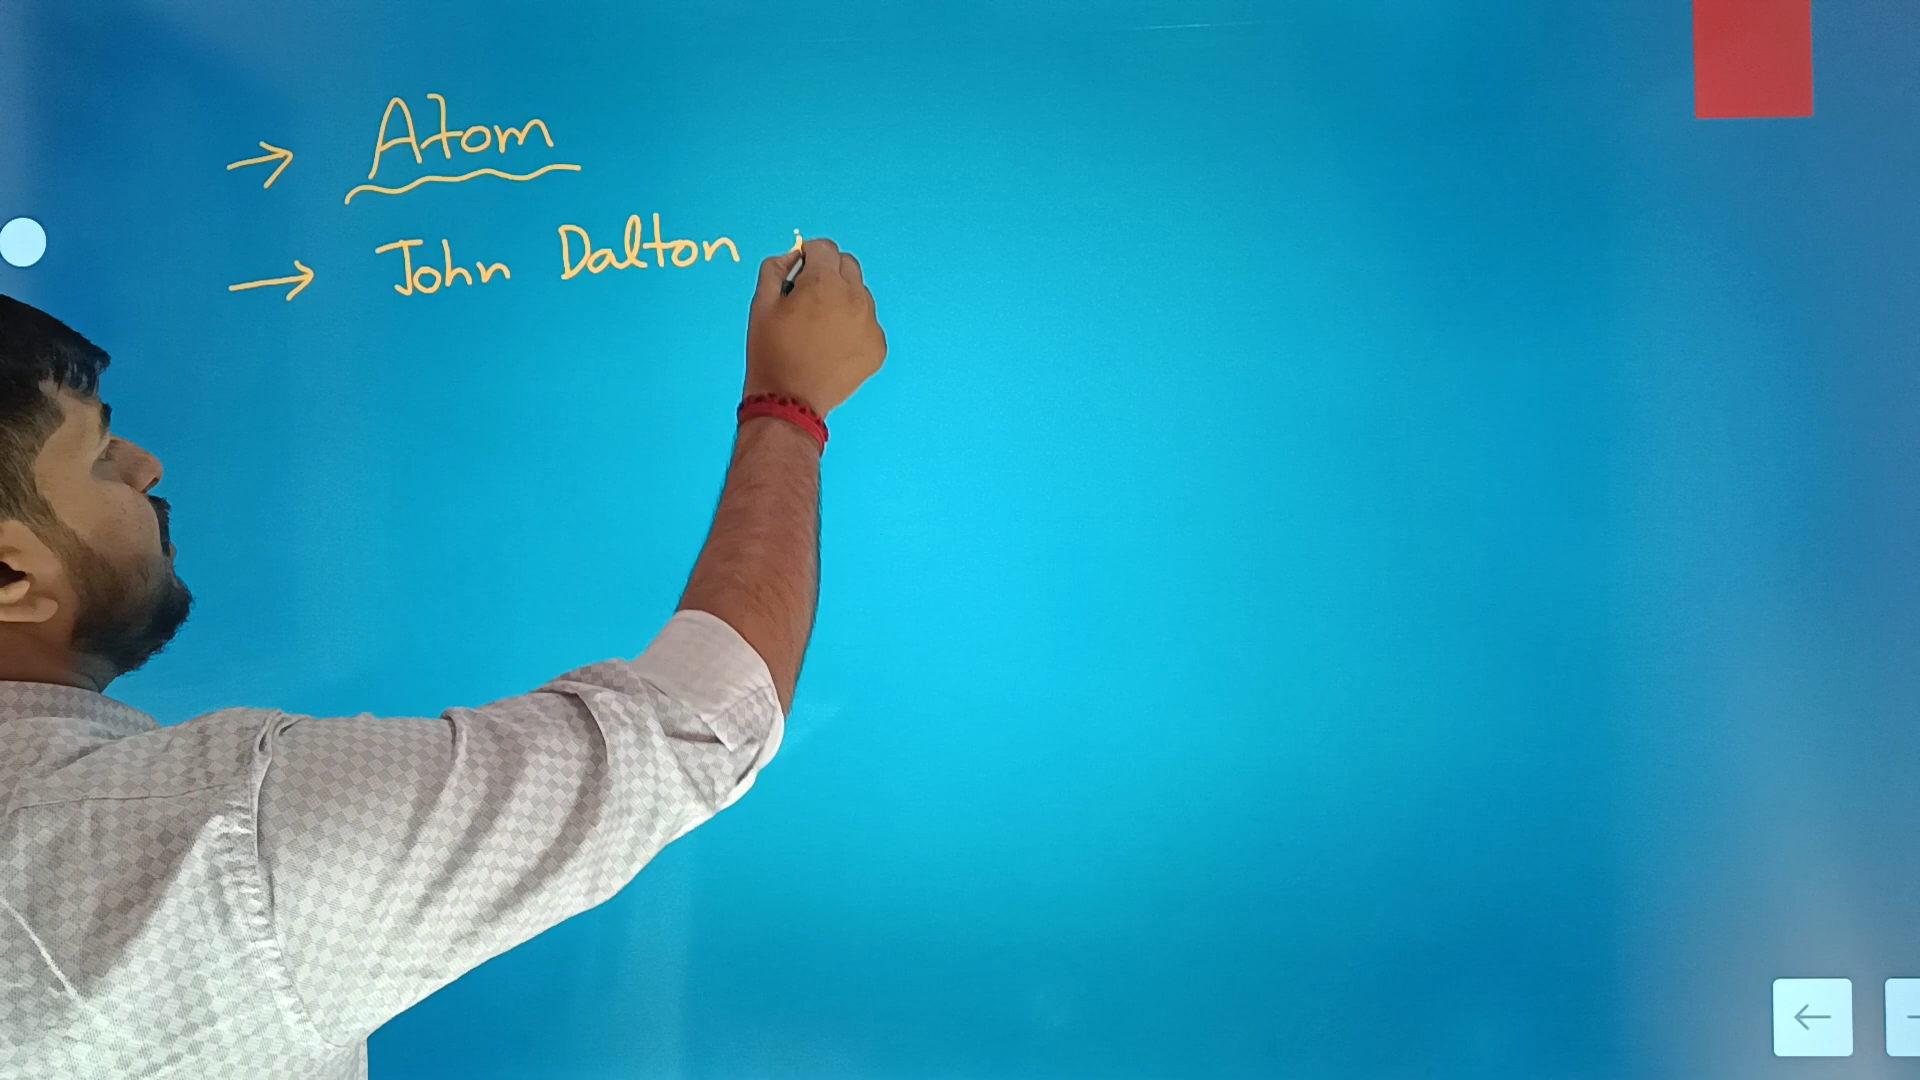 → Atom
→ John Dalton